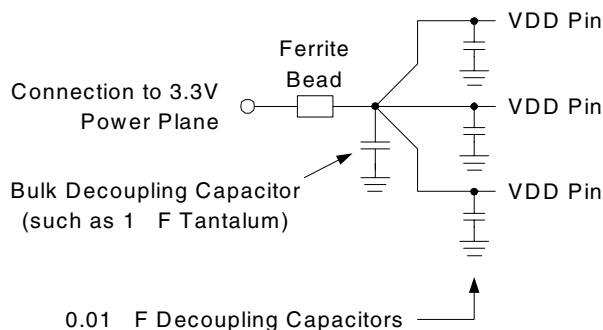 VDD Pin
Ferrite
Bead
Connection to 3.3V
Power Plane
VDD Pin
Bulk Decoupling Capacitor
(such as 1 F Tantalum)
VDD Pin
0.01 F Decoupling Capacitors